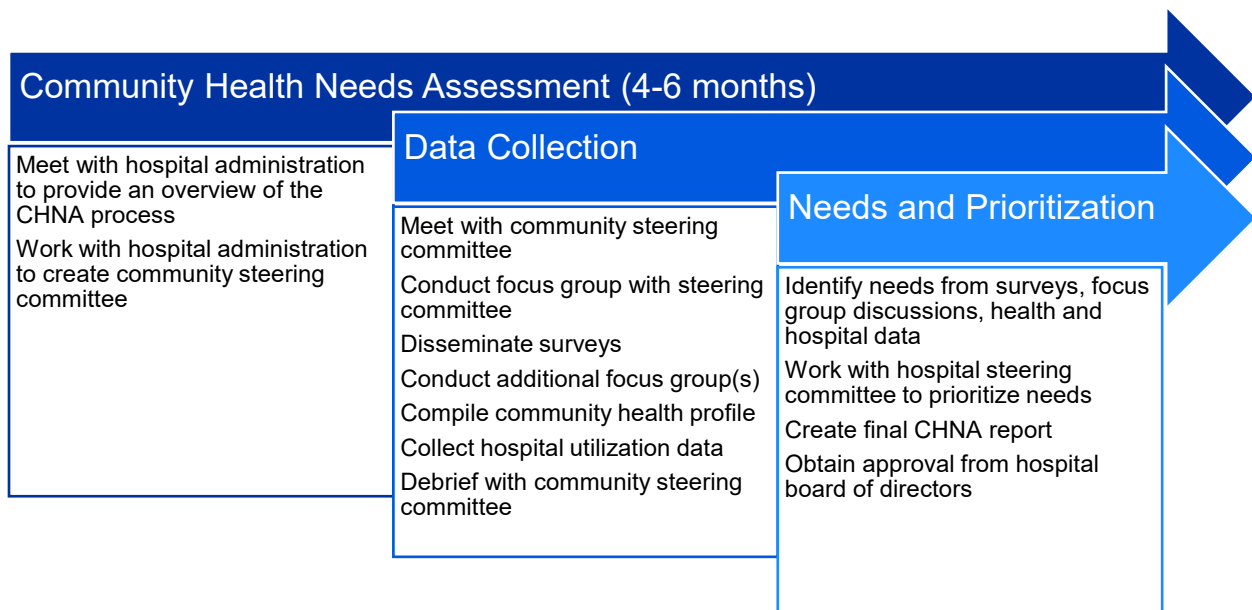 Community Health Needs Assessment (4-6 months)
Meet with hospital administration
to provide an overview of the
CHNA process
Work with hospital administration
to create community steering
committee
Data Collection
Meet with community steering
committee
Conduct focus group with steering
committee
Disseminate surveys
Conduct additional focus group(s)
Compile community health profile
Collect hospital utilization data
Debrief with community steering
committee
Needs and Prioritization
Identify needs from surveys, focus
group discussions, health and
hospital data
Work with hospital steering
committee to prioritize needs
Create final CHNA report
Obtain approval from hospital
board of directors